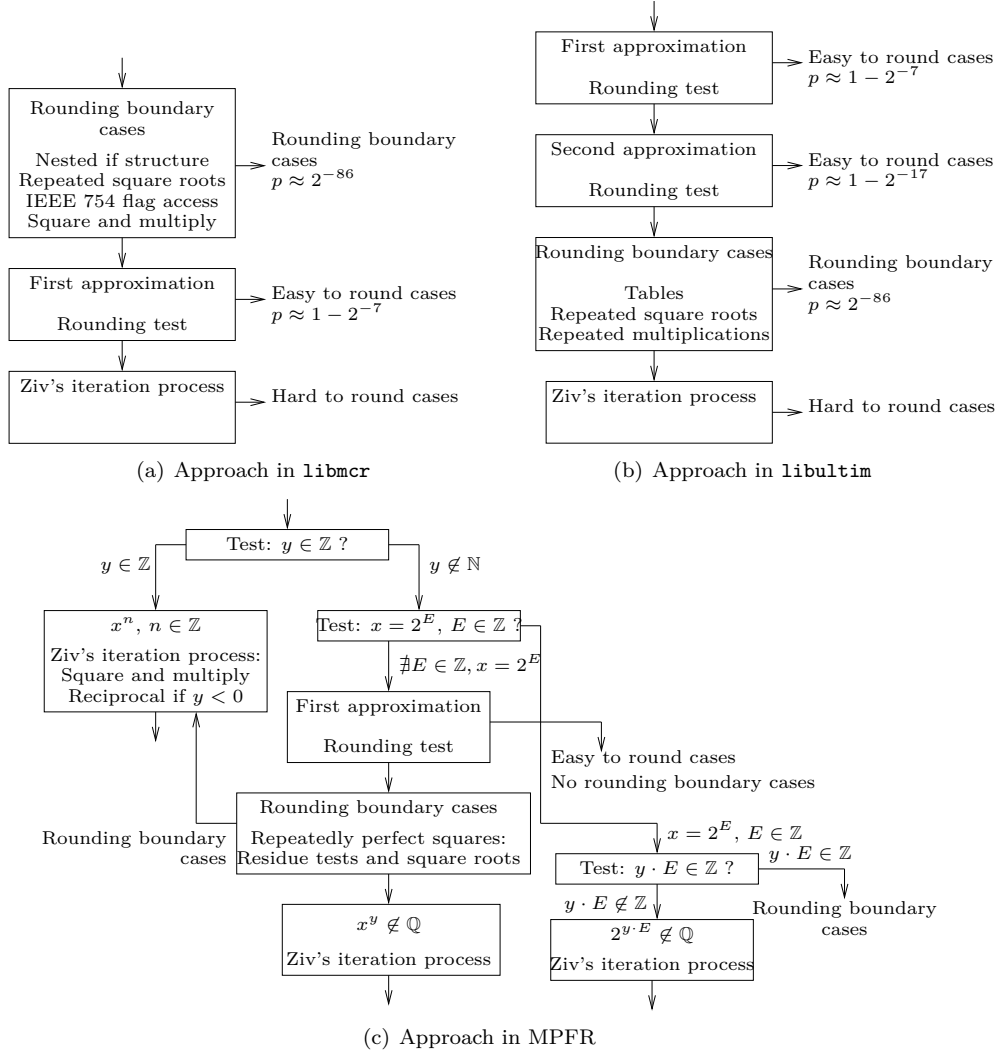 Rounding boundary
cases
Nested if structure
Repeated square roots
IEEE 754 flag access
Square and multiply
Rounding boundary
cases
p ≈ 2^{-86}
First approximation
Rounding test
Easy to round cases
p ≈ 1 − 2^{-7}
Ziv's iteration process
Hard to round cases
(a) Approach in libmcr
First approximation
Rounding test
Easy to round cases
p ≈ 1 − 2^{-7}
Second approximation
Rounding test
Easy to round cases
p ≈ 1 − 2^{-17}
Rounding boundary cases
Tables
Repeated square roots
Repeated multiplications
Rounding boundary
cases
p ≈ 2^{-86}
Ziv's iteration process
Hard to round cases
(b) Approach in libultim
Test: y ∈ ℤ ?
y ∈ ℤ
y ∉ ℕ
x^n, n ∈ ℤ
Ziv's iteration process:
Square and multiply
Reciprocal if y < 0
Test: x = 2^E, E ∈ ℤ ?
∄E ∈ ℤ, x = 2^E
First approximation
Rounding test
Easy to round cases
No rounding boundary cases
Rounding boundary cases
Repeatedly perfect squares:
Residue tests and square roots
Rounding boundary
cases
x^y ∉ ℚ
Ziv's iteration process
x = 2^E, E ∈ ℤ
Test: y · E ∈ ℤ ?
y · E ∈ ℤ
Rounding boundary
cases
y · E ∉ ℤ
2^{y·E} ∉ ℚ
Ziv's iteration process
(c) Approach in MPFR